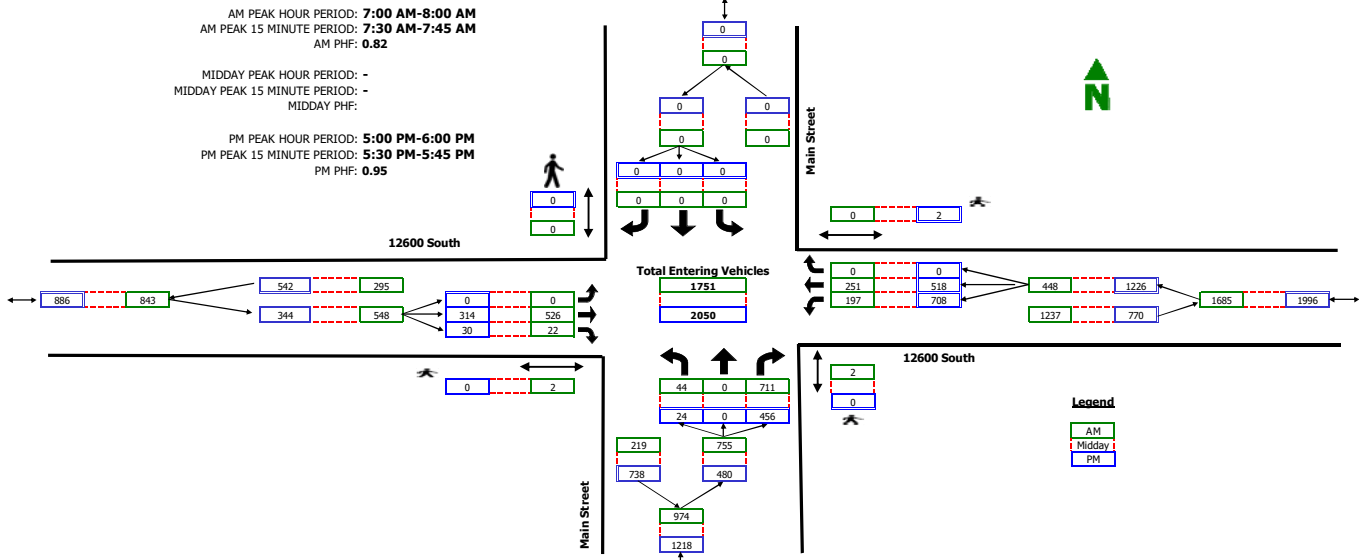 AM PEAK HOUR PERIOD: 7:00 AM-8:00 AM
AM PEAK 15 MINUTE PERIOD: 7:30 AM-7:45 AM
AM PHF: 0.82
MIDDAY PEAK HOUR PERIOD: -
MIDDAY PEAK 15 MINUTE PERIOD: -
MIDDAY PHF:
PM PEAK HOUR PERIOD: 5:00 PM-6:00 PM
PM PEAK 15 MINUTE PERIOD: 5:30 PM-5:45 PM
PM PHF: 0.95
0
0
0 0
0 0
0 0 0
0 0 0
Main Street
N
0
0
0 2
12600 South
Total Entering Vehicles
1751
2050
886 843
542 295
344 548
0 0
314 526
30 22
0 0
251 518
197 708
448 1226
1237 770
1685 1996
12600 South
0 2
44 0 711
24 0 456
219 755
738 480
974
1218
Main Street
2
0
Legend
AM
Midday
PM